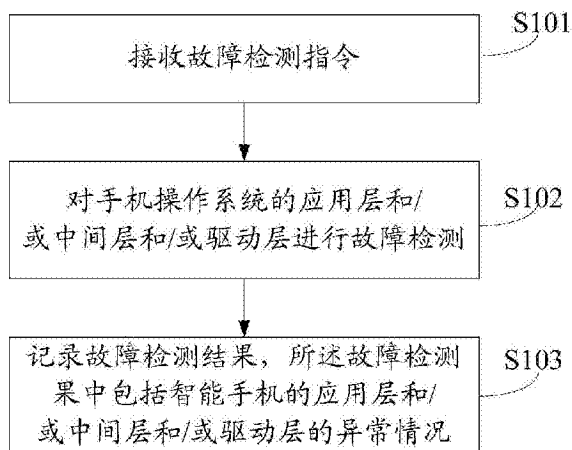 接收故障检测指令
S101
对手机操作系统的应用层和/
或中间层和/或驱动层进行故障检测
S102
记录故障检测结果，所述故障检测
果中包括智能手机的应用层和/
或中间层和/或驱动层的异常情况
S103